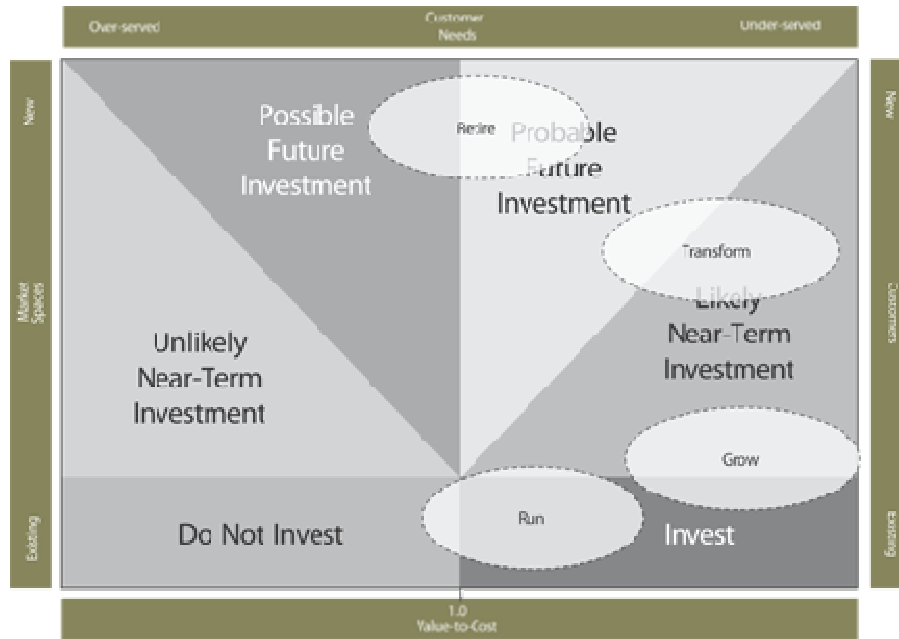 Over-served
Customer
Needs
Under-served
New
New
Possible
Future
Investment
Retire
Probable
Future
Investment
Transform
Market
Spaces
Customers
Likely
Near-Term
Investment
Unlikely
Near-Term
Investment
Grow
Existing
Do Not Invest
Run
Invest
Existing
1.0
Value-to-Cost